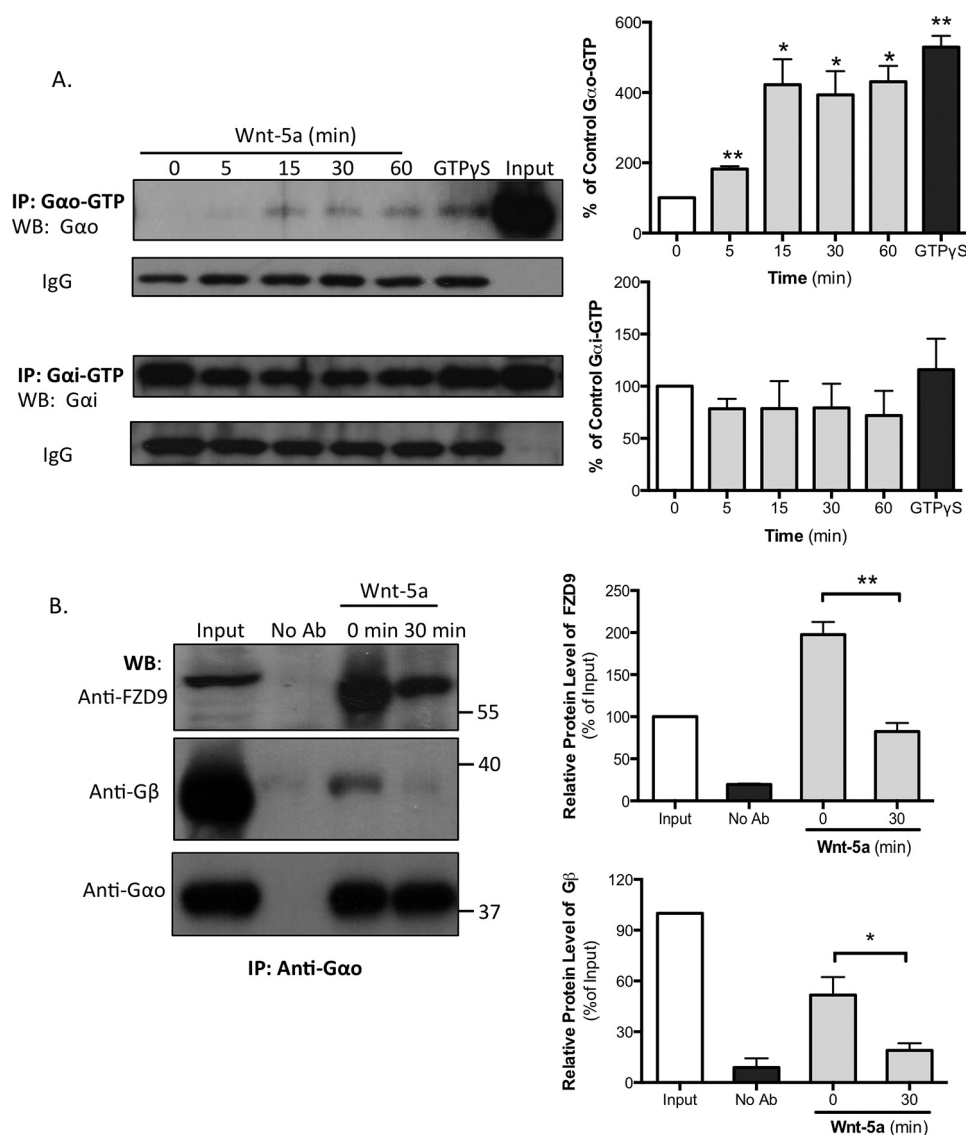 A.
Wnt-5a (min)
0 5 15 30 60 GTPγS Input
IP: Gαo-GTP
WB: Gαo
IgG
IP: Gαi-GTP
WB: Gαi
IgG
% of Control Gαo-GTP
600
400
200
0
** * * * **
0 5 15 30 60 GTPγS
Time (min)
% of Control Gαi-GTP
200
150
100
50
0
0 5 15 30 60 GTPγS
Time (min)
B.
Wnt-5a
Input No Ab 0 min 30 min
WB:
Anti-FZD9
55
40
Anti-Gβ
Anti-Gαo
37
IP: Anti-Gαo
Relative Protein Level of FZD9
(% of Input)
250
200
150
100
50
0
**
Input No Ab 0 30
Wnt-5a (min)
Relative Protein Level of Gβ
(%of Input)
120
90
60
30
0
*
Input No Ab 0 30
Wnt-5a (min)